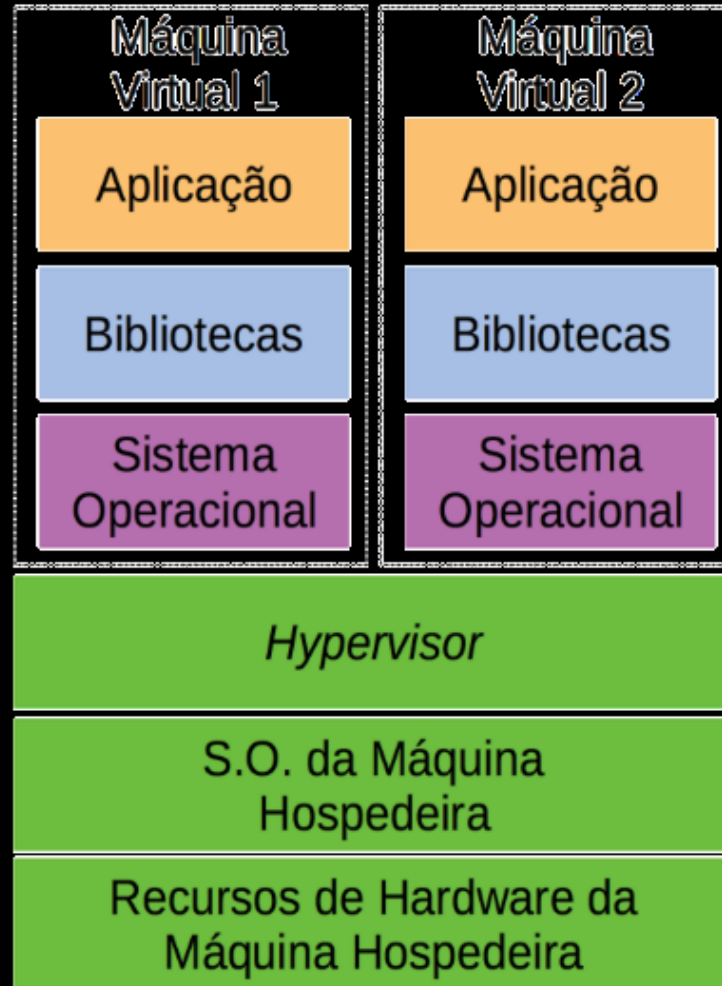 Máquina
Virtual 1
Máquina
Virtual 2
Aplicação
Aplicação
Bibliotecas
Bibliotecas
Sistema
Operacional
Sistema
Operacional
Hypervisor
S.O. da Máquina
Hospedeira
Recursos de Hardware da
Máquina Hospedeira